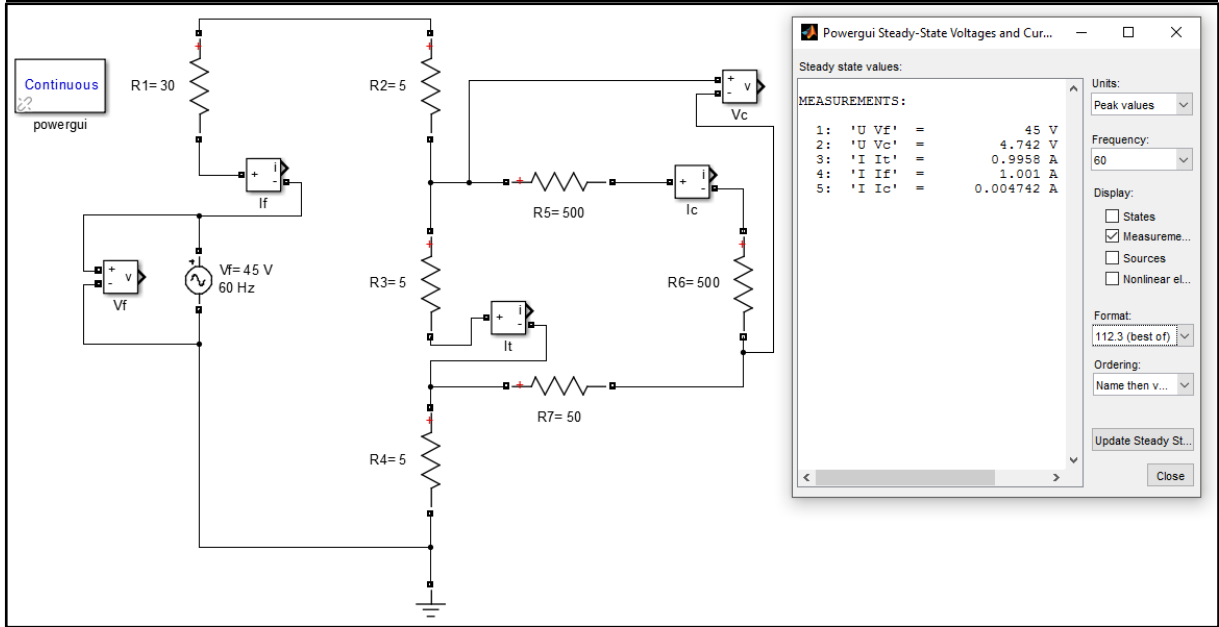 Continuous
powergui
R1= 30
R2= 5
+
-
v
Vc
+
-
i
If
R5= 500
+
-
i
Ic
+
-
v
Vf
Vf= 45 V
60 Hz
R3= 5
R6= 500
+
-
i
It
R7= 50
R4= 5
Powergui Steady-State Voltages and Cur...
Steady state values:
MEASUREMENTS:
1: 'U Vf' = 45 V
2: 'U Vc' = 4.742 V
3: 'I It' = 0.9958 A
4: 'I If' = 1.001 A
5: 'I Ic' = 0.004742 A
Units:
Peak values
Frequency:
60
Display:
States
Measureme...
Sources
Nonlinear el...
Format:
112.3 (best of)
Ordering:
Name then v...
Update Steady St...
Close